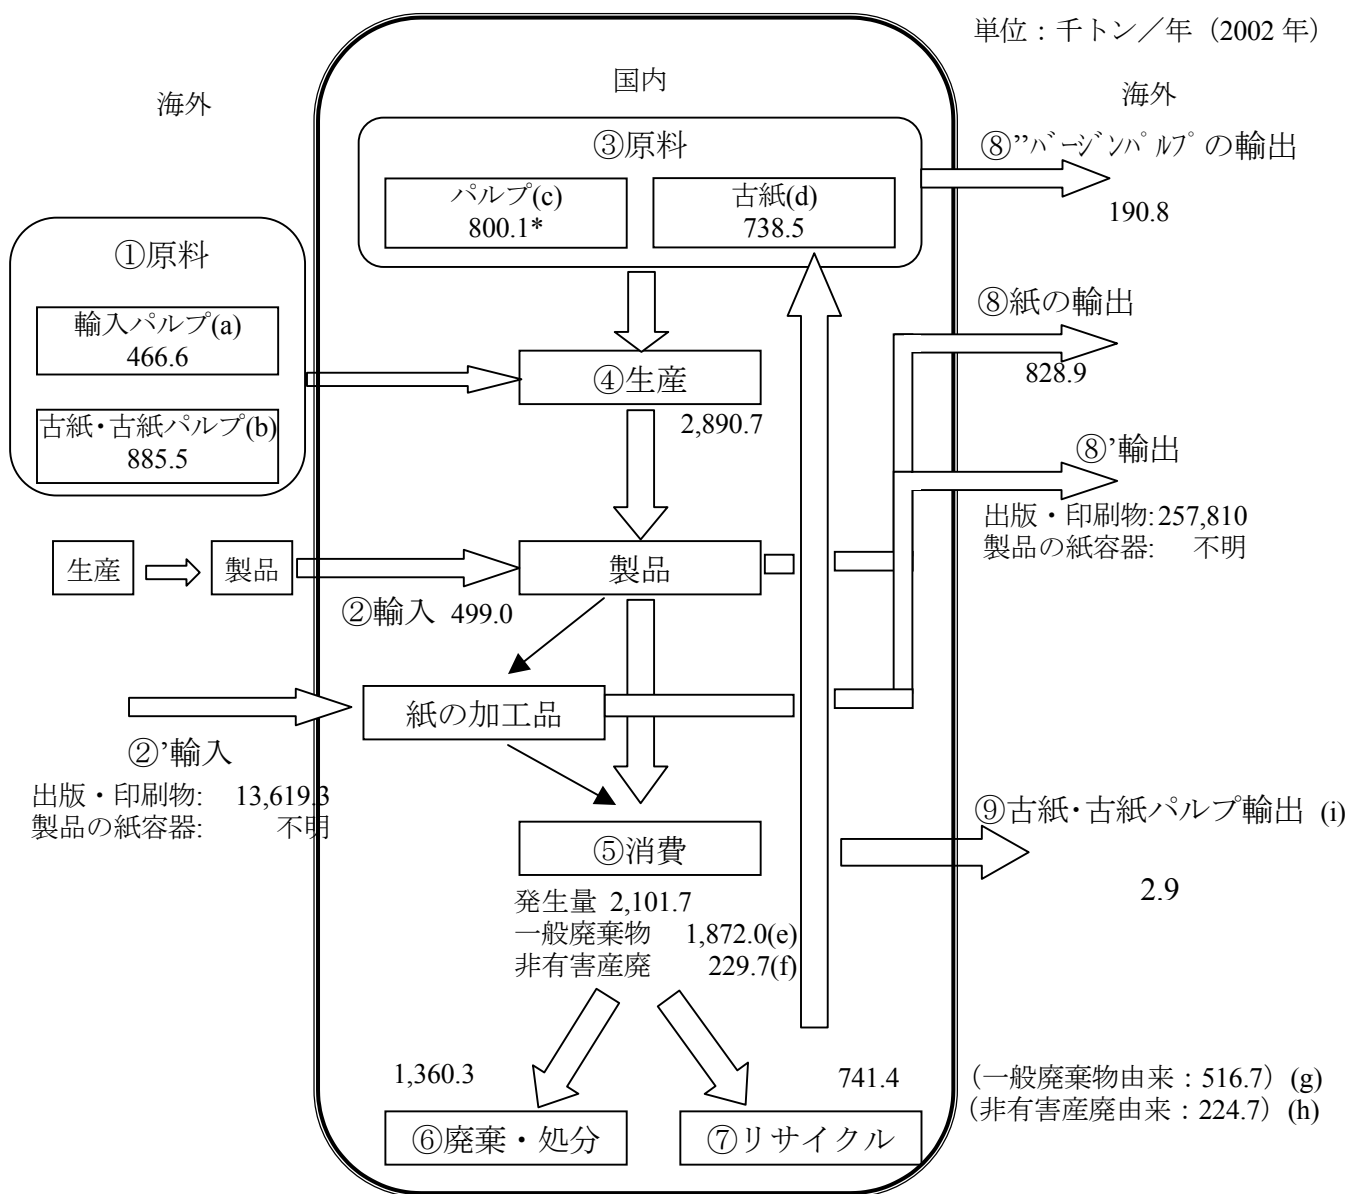 単位：千トン／年（2002 年）
国内
海外
海外
③原料
⑧”ﾊﾞｰｼﾞﾝﾊﾟﾙﾌﾟの輸出
190.8
パルプ(c)
800.1*
古紙(d)
738.5
①原料
輸入パルプ(a)
466.6
古紙・古紙パルプ(b)
885.5
⑧紙の輸出
828.9
④生産
2,890.7
⑧’輸出
出版・印刷物:257,810
製品の紙容器: 不明
生産
製品
製品
②輸入 499.0
紙の加工品
②’輸入
出版・印刷物: 13,619.3
製品の紙容器: 不明
⑤消費
発生量 2,101.7
一般廃棄物 1,872.0(e)
非有害産廃 229.7(f)
⑨古紙・古紙パルプ輸出 (i)
2.9
1,360.3
741.4
（一般廃棄物由来：516.7）(g)
（非有害産廃由来：224.7）(h)
⑥廃棄・処分
⑦リサイクル